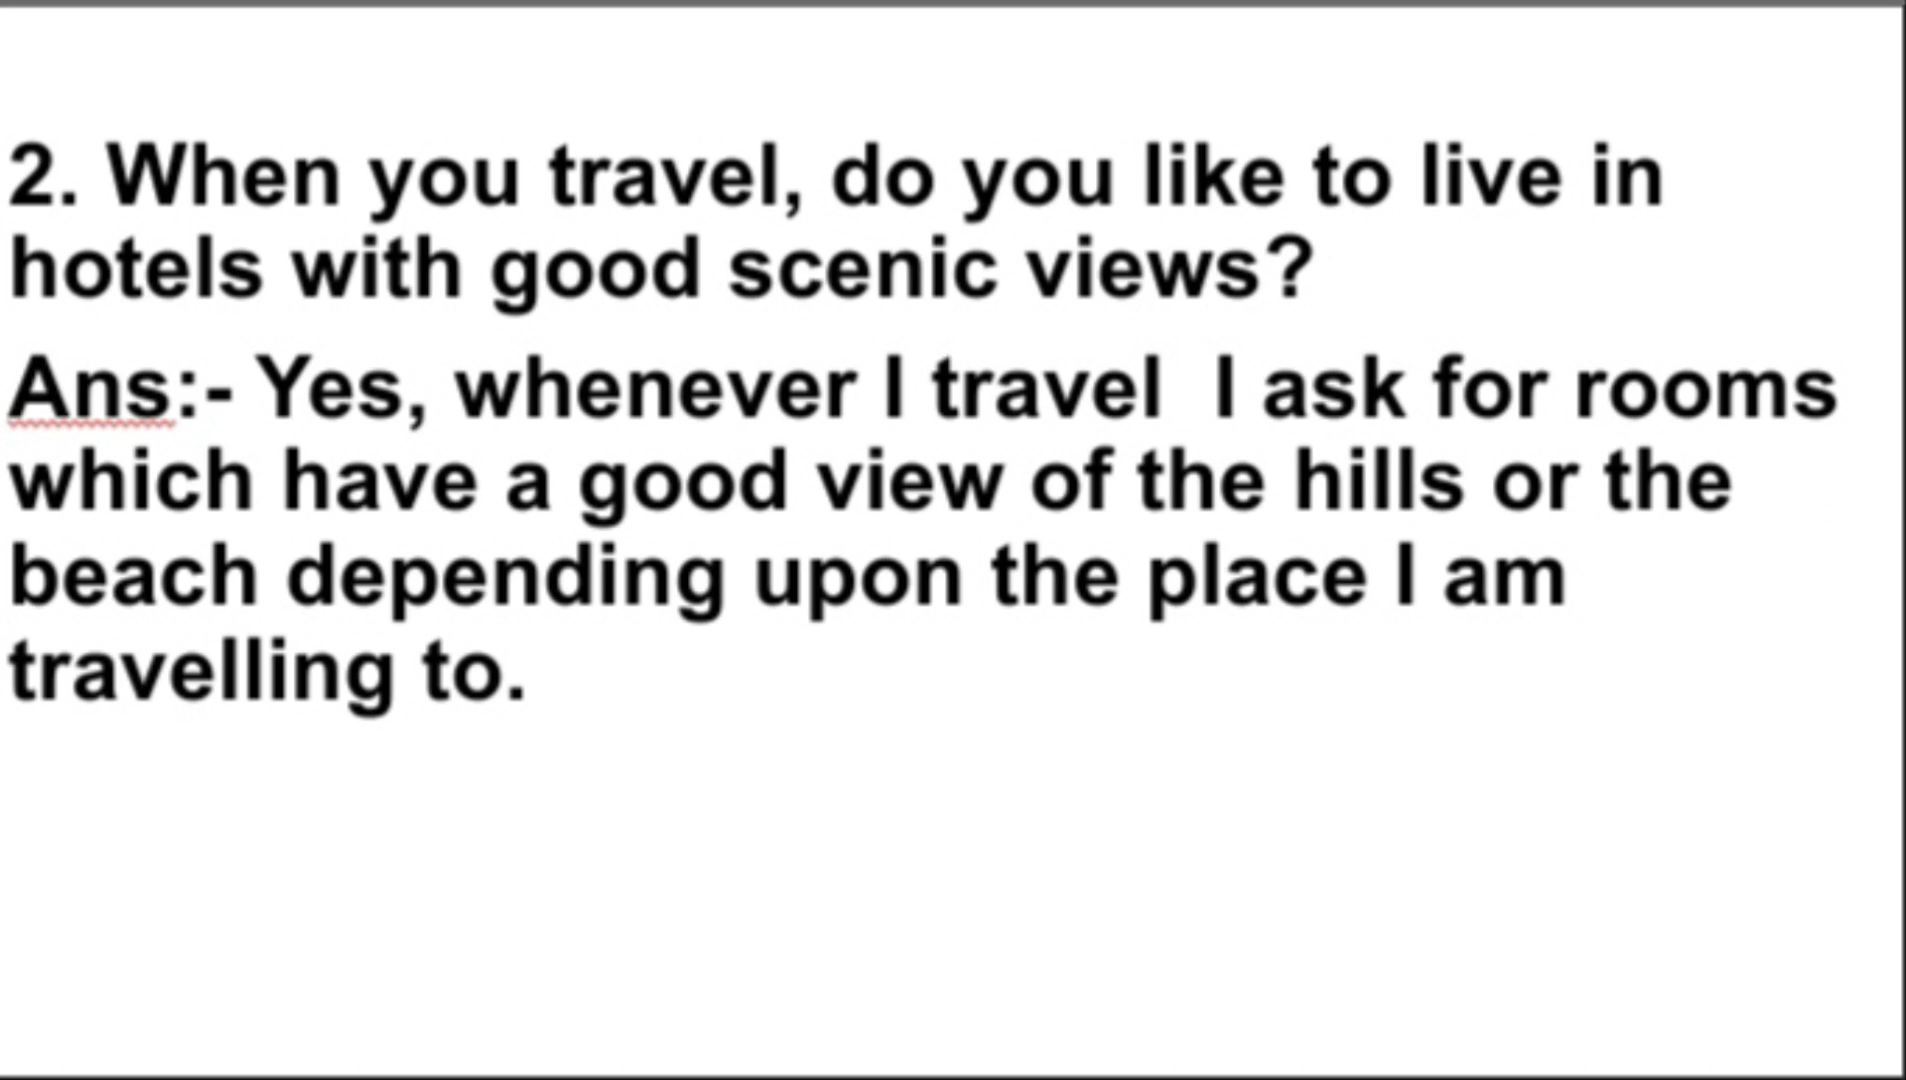 2. When you travel, do you like to live in
hotels with good scenic views?
Ans:- Yes, whenever I travel  I ask for rooms
which have a good view of the hills or the
beach depending upon the place I am
travelling to.